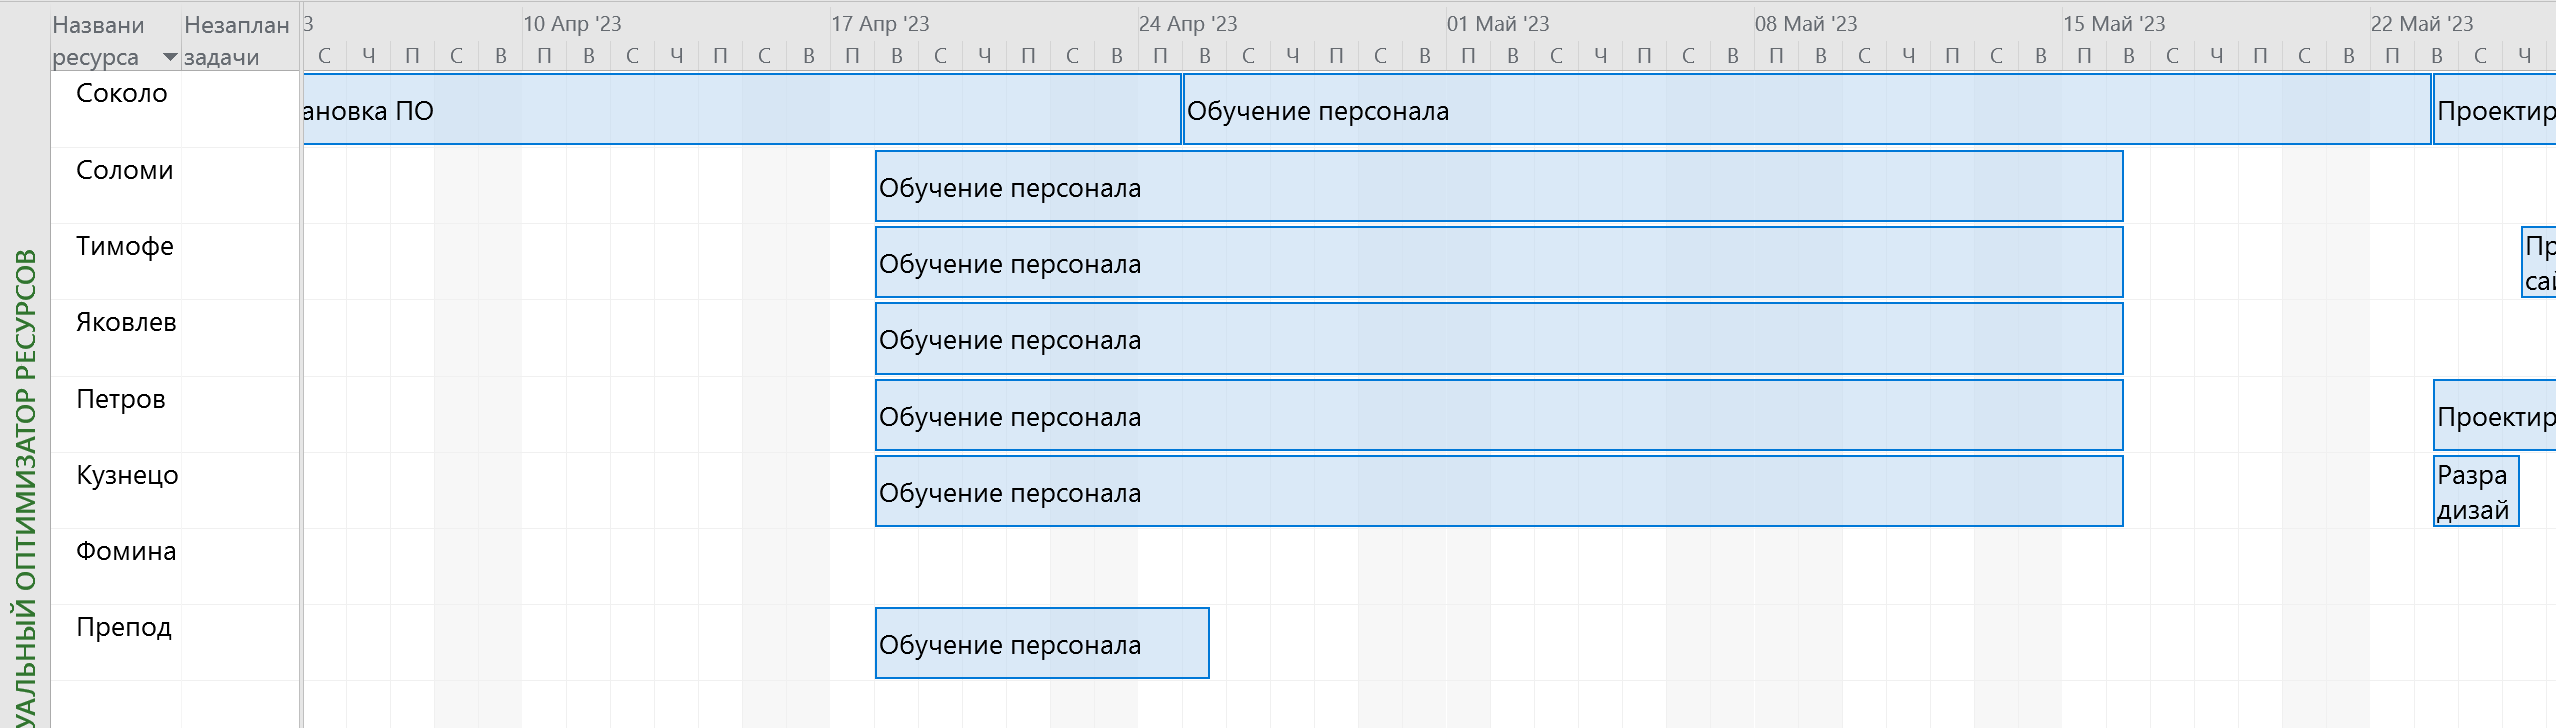 Названи Незаплан 3 10 Апр '23 17 Апр '23 24 Апр '23 01 Май '23 08 Май '23 15 Май '23 22 Май '23
ресурса задачи С Ч П С В П В С Ч П С В П В С Ч П С В П В С Ч П С В П В С Ч П С В П В С Ч П С В П В С Ч П С В П В С Ч
Соколо ановка ПО Обучение персонала Проектир
Соломи Обучение персонала
Тимофе Обучение персонала Пр
сай
Яковлев Обучение персонала
Петров Обучение персонала Проектир
Кузнецо Обучение персонала Разра
дизай
Фомина
Препод Обучение персонала
УАЛЬНЫЙ ОПТИМИЗАТОР РЕСУРСОВ